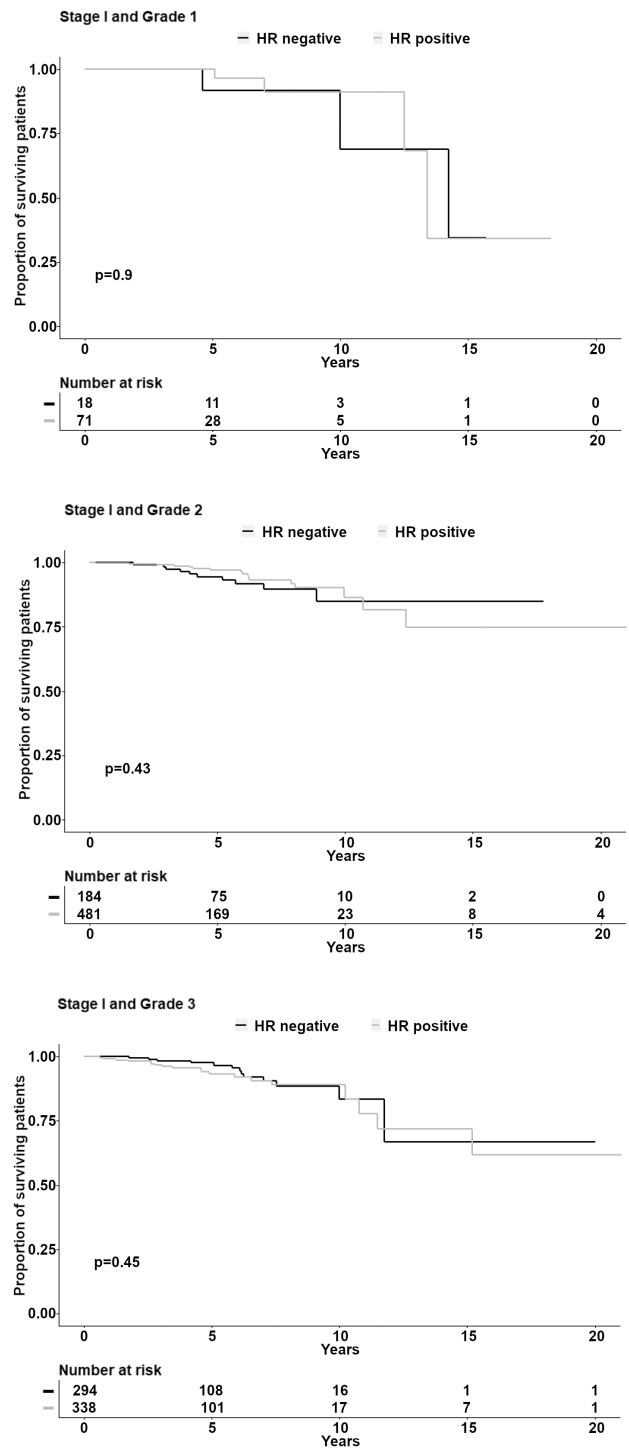 Stage I and Grade 1
HR negative HR positive
Proportion of surviving patients
1.00
0.75
0.50
0.25
0.00
p=0.9
0 5 10 15 20
Years
Number at risk
18 11 3 1 0
71 28 5 1 0
0 5 10 15 20
Years
Stage I and Grade 2
HR negative HR positive
Proportion of surviving patients
1.00
0.75
0.50
0.25
0.00
p=0.43
0 5 10 15 20
Years
Number at risk
184 75 10 2 0
481 169 23 8 4
0 5 10 15 20
Years
Stage I and Grade 3
HR negative HR positive
Proportion of surviving patients
1.00
0.75
0.50
0.25
0.00
p=0.45
0 5 10 15 20
Years
Number at risk
294 108 16 1 1
338 101 17 7 1
0 5 10 15 20
Years